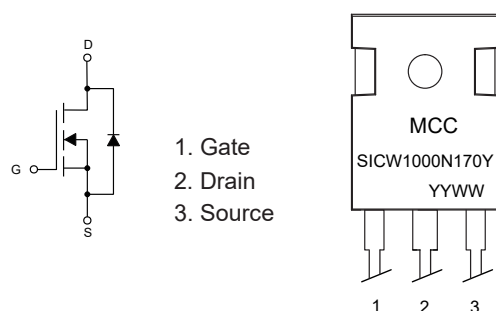 D
G
S
1. Gate
2. Drain
3. Source
MCC
SICW1000N170Y
YYWW
1 2 3